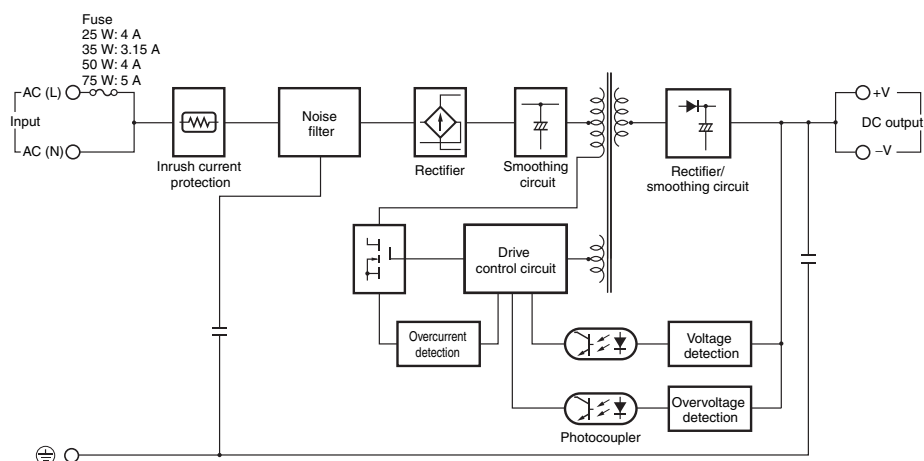 Fuse
25 W: 4 A
35 W: 3.15 A
50 W: 4 A
75 W: 5 A
AC (L)
Input
AC (N)
Inrush current
protection
Noise
filter
Rectifier
Smoothing
circuit
Rectifier/
smoothing circuit
+V
DC output
–V
Drive
control circuit
Overcurrent
detection
Voltage
detection
Overvoltage
detection
Photocoupler